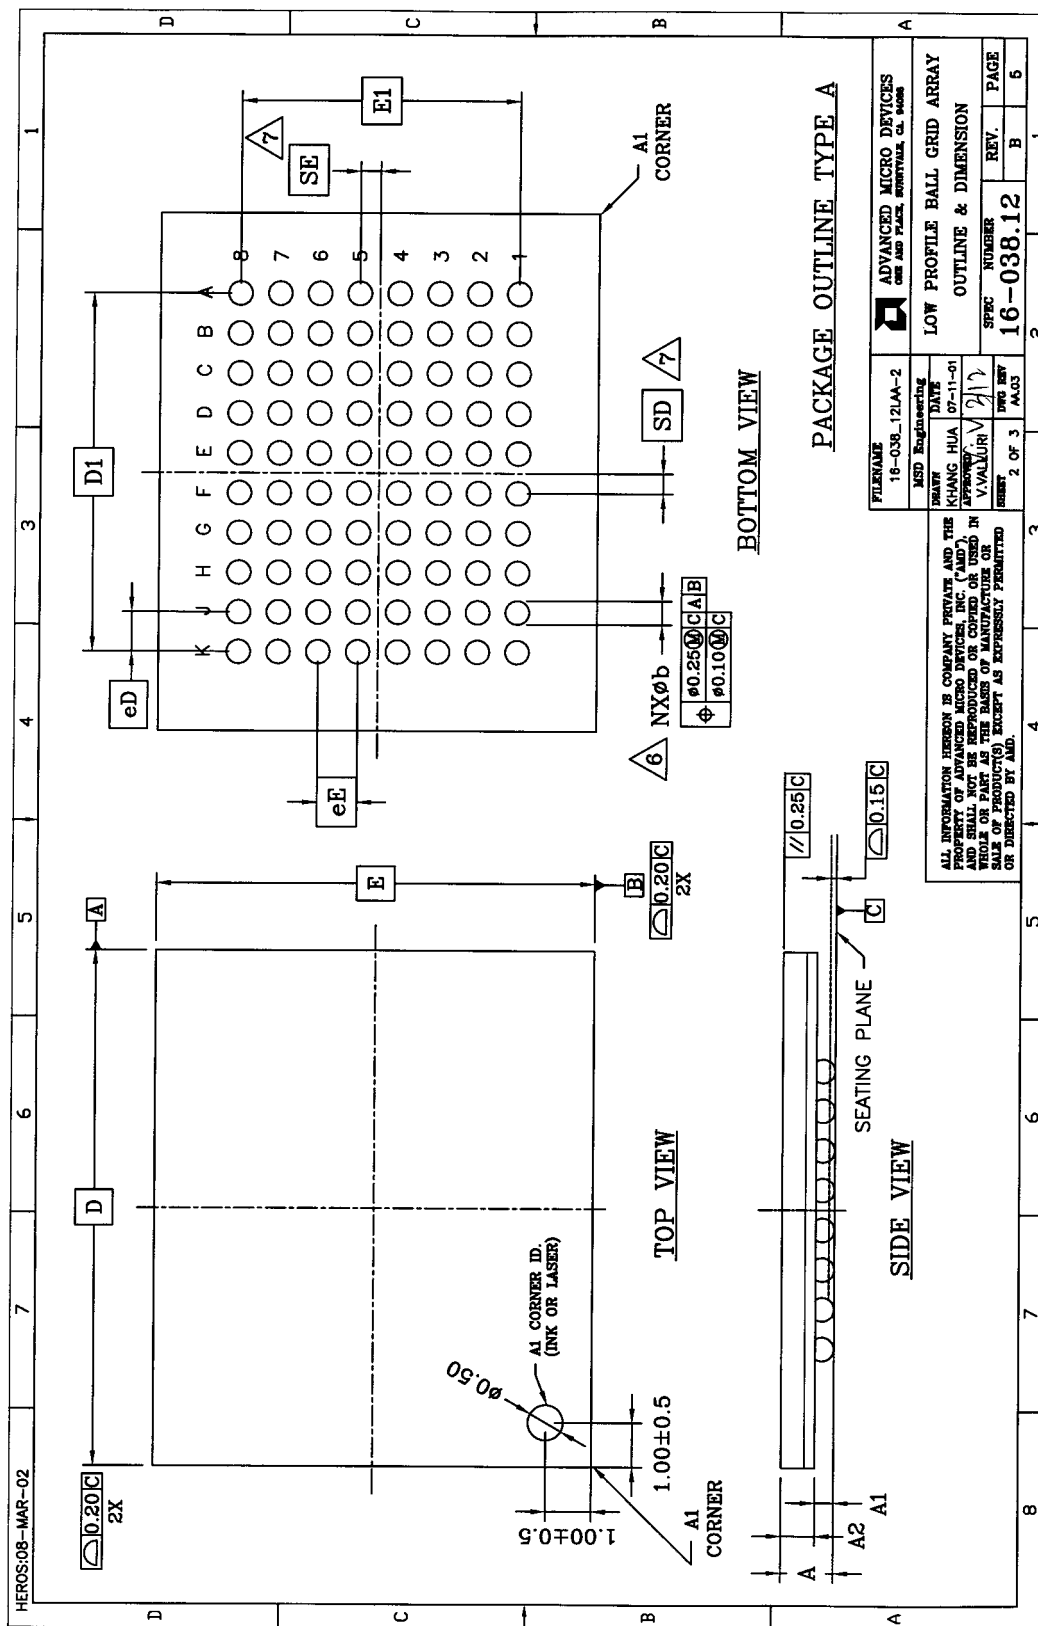 HEROS:08-MAR-02
8 7 6 5 4 3 2 1
D
C
B
A
⌓ 0.20 C
2X
D
A
E
B
⌓ 0.20 C
2X
Ø0.50
A1 CORNER ID.
(INK OR LASER)
1.00±0.5
1.00±0.5
A1
CORNER
TOP VIEW
eD
D1
K J H G F E D C B A
8
7
6
5
4
3
2
1
eE
SE
7
E1
A1
CORNER
6 NXØb
⌖ Ø0.25 Ⓜ C A B
Ø0.10 Ⓜ C
SD
7
BOTTOM VIEW
A
A2
A1
// 0.25 C
⌓ 0.15 C
C
SEATING PLANE
SIDE VIEW
PACKAGE OUTLINE TYPE A
ALL INFORMATION HEREON IS COMPANY PRIVATE AND THE
PROPERTY OF ADVANCED MICRO DEVICES, INC. ("AMD"),
AND SHALL NOT BE REPRODUCED OR COPIED OR USED IN
WHOLE OR PART AS THE BASIS OF MANUFACTURE OR
SALE OF PRODUCT(S) EXCEPT AS EXPRESSLY PERMITTED
OR DIRECTED BY AMD.
FILENAME
16-038_12LAA-2
MSD Engineering
DRAWN DATE
KHANG HUA 07-11-01
APPROVED
V.VALLURI
SHEET 2 OF 3
DWG REV
AA.03
ADVANCED MICRO DEVICES
ONE AMD PLACE, SUNNYVALE, CA. 94088
LOW PROFILE BALL GRID ARRAY
OUTLINE & DIMENSION
SPEC NUMBER
16-038.12
REV.
B
PAGE
5
8 7 6 5 4 3 2 1
D
C
B
A